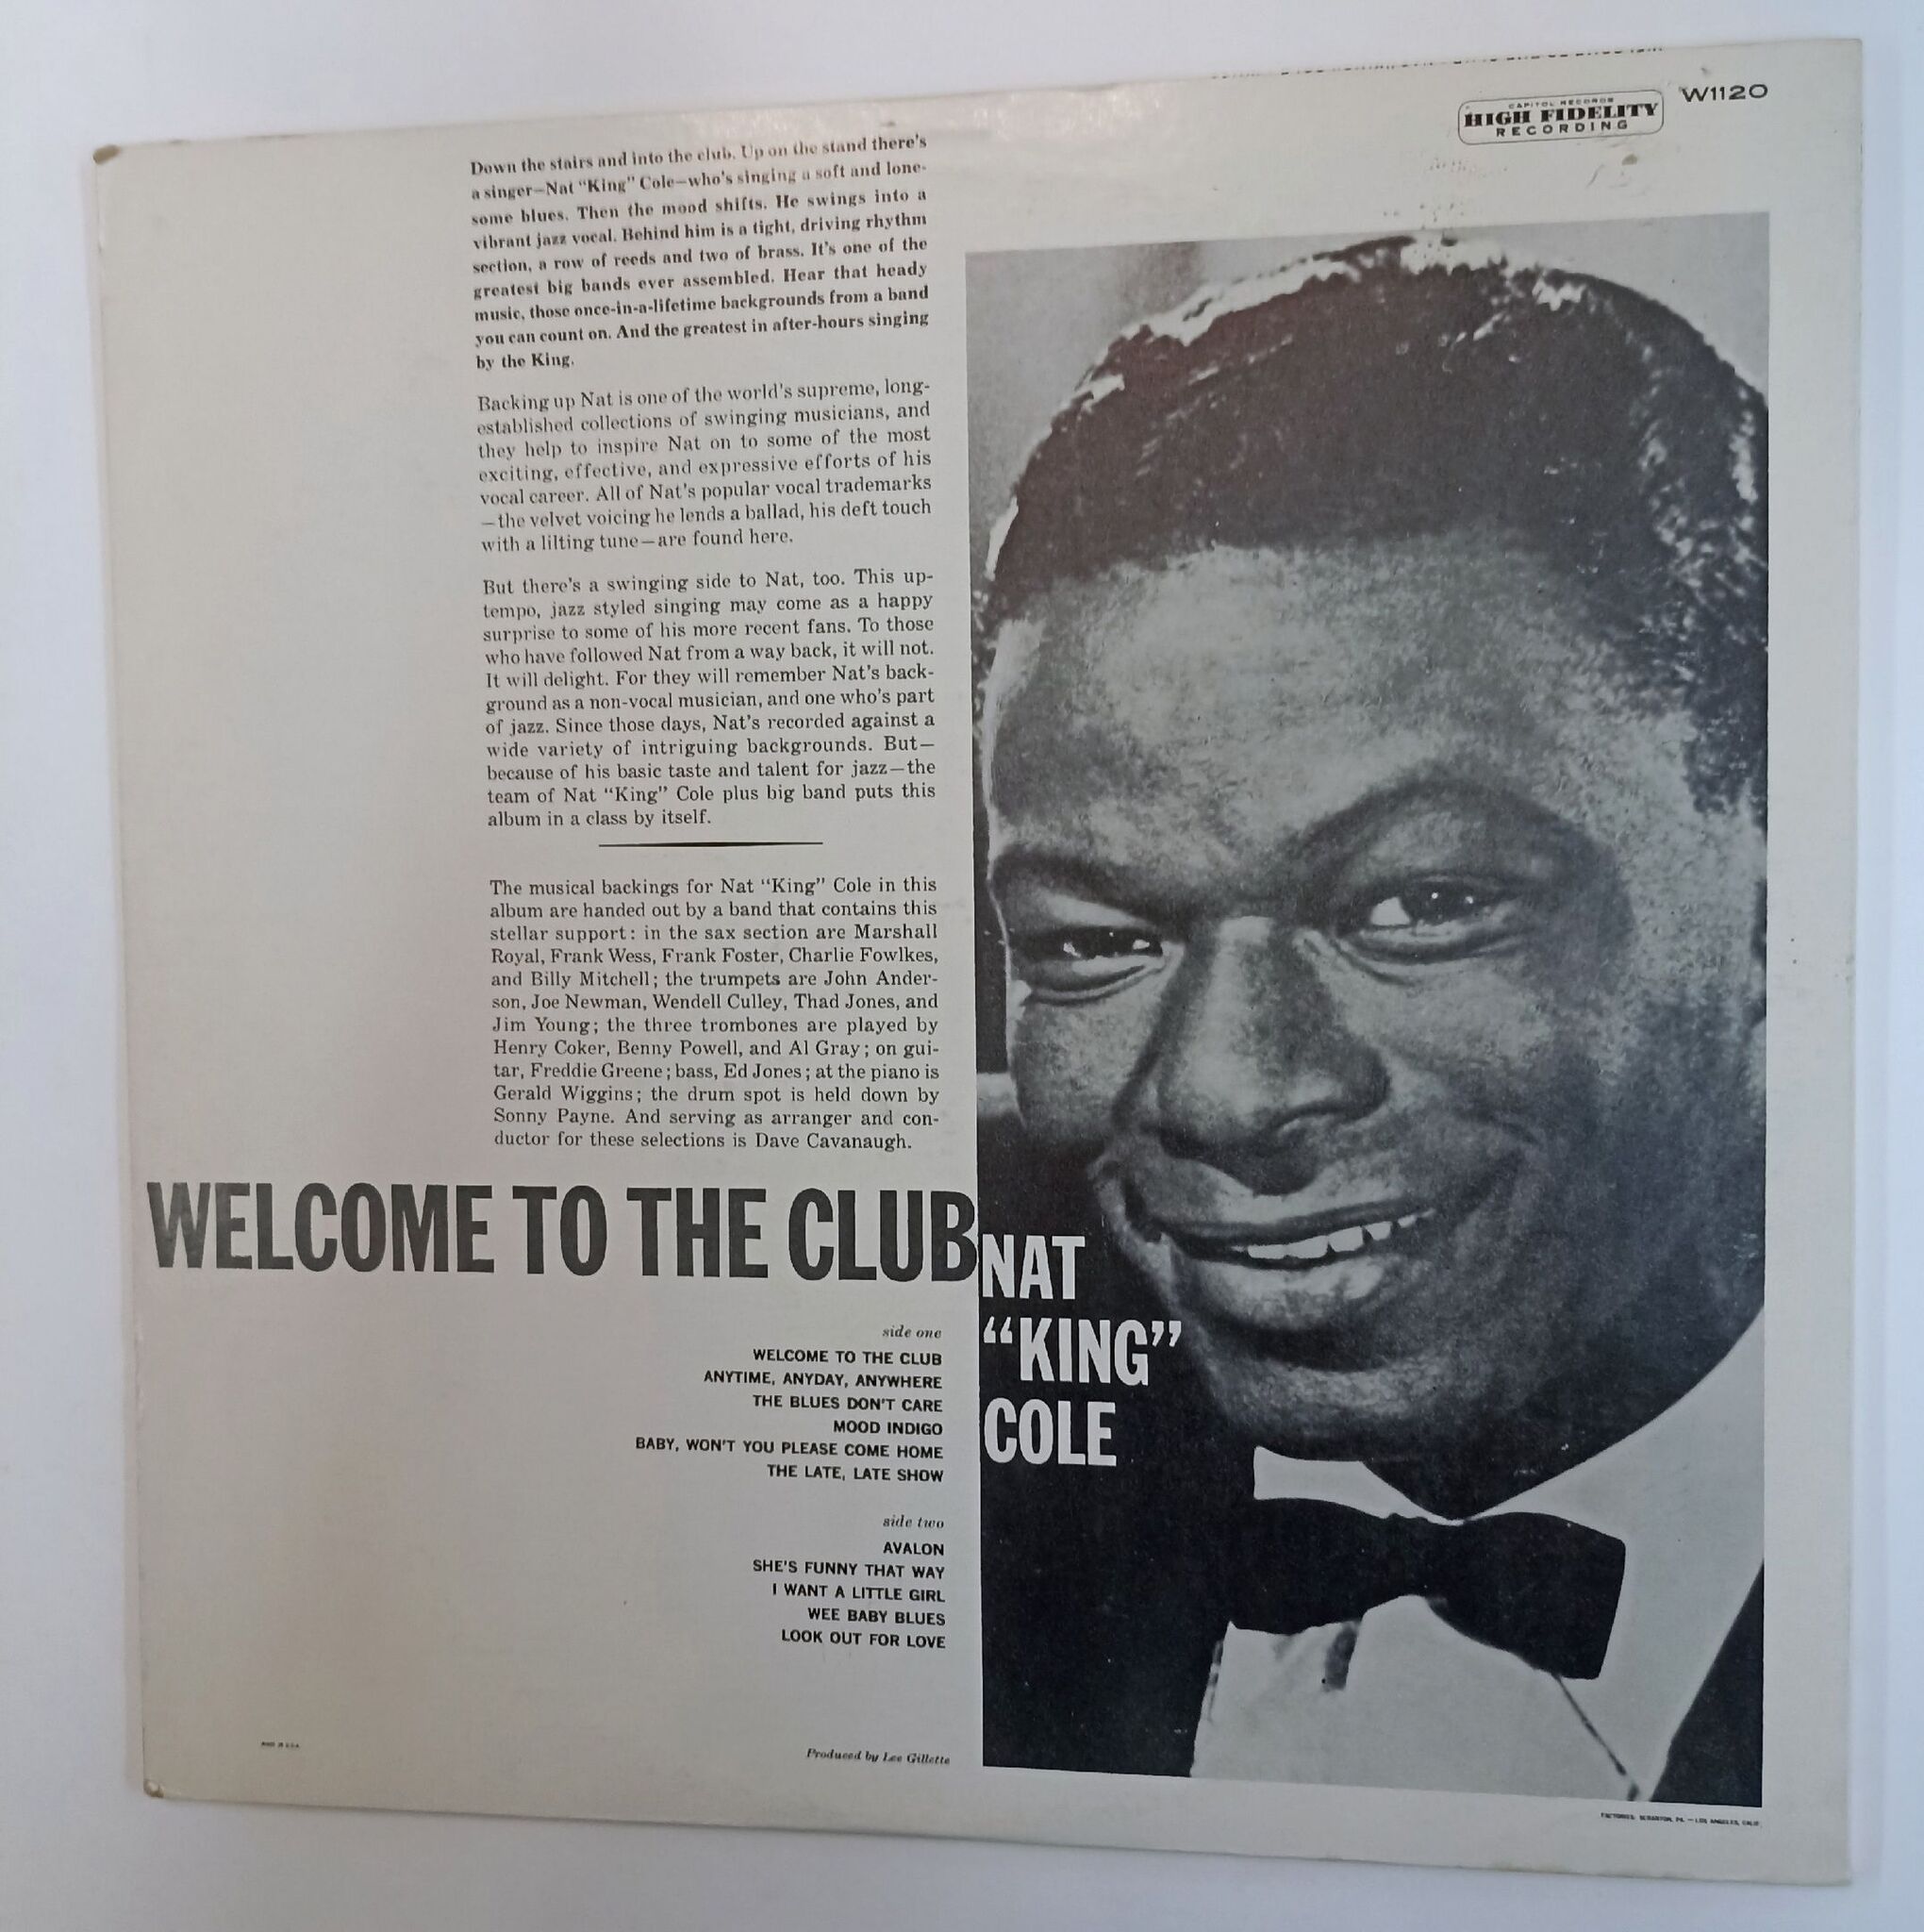 CAPITOL RECORDS
HIGH FIDELITY
RECORDING
W1120
Down the stairs and into the club. Up on the stand there's
a singer—Nat “King” Cole—who's singing a soft and lone-
some blues. Then the mood shifts. He swings into a
vibrant jazz vocal. Behind him is a tight, driving rhythm
section, a row of reeds and two of brass. It's one of the
greatest big bands ever assembled. Hear that heady
music, those once-in-a-lifetime backgrounds from a band
you can count on. And the greatest in after-hours singing
by the King.
Backing up Nat is one of the world's supreme, long-
established collections of swinging musicians, and
they help to inspire Nat on to some of the most
exciting, effective, and expressive efforts of his
vocal career. All of Nat's popular vocal trademarks
—the velvet voicing he lends a ballad, his deft touch
with a lilting tune—are found here.
But there's a swinging side to Nat, too. This up-
tempo, jazz styled singing may come as a happy
surprise to some of his more recent fans. To those
who have followed Nat from a way back, it will not.
It will delight. For they will remember Nat's back-
ground as a non-vocal musician, and one who's part
of jazz. Since those days, Nat's recorded against a
wide variety of intriguing backgrounds. But—
because of his basic taste and talent for jazz—the
team of Nat “King” Cole plus big band puts this
album in a class by itself.
The musical backings for Nat “King” Cole in this
album are handed out by a band that contains this
stellar support: in the sax section are Marshall
Royal, Frank Wess, Frank Foster, Charlie Fowlkes,
and Billy Mitchell; the trumpets are John Ander-
son, Joe Newman, Wendell Culley, Thad Jones, and
Jim Young; the three trombones are played by
Henry Coker, Benny Powell, and Al Gray; on gui-
tar, Freddie Greene; bass, Ed Jones; at the piano is
Gerald Wiggins; the drum spot is held down by
Sonny Payne. And serving as arranger and con-
ductor for these selections is Dave Cavanaugh.
WELCOME TO THE CLUB
NAT
“KING”
COLE
side one
WELCOME TO THE CLUB
ANYTIME, ANYDAY, ANYWHERE
THE BLUES DON'T CARE
MOOD INDIGO
BABY, WON'T YOU PLEASE COME HOME
THE LATE, LATE SHOW
side two
AVALON
SHE'S FUNNY THAT WAY
I WANT A LITTLE GIRL
WEE BABY BLUES
LOOK OUT FOR LOVE
MADE IN U.S.A.
Produced by Lee Gillette
FACTORIES: SCRANTON, PA. — LOS ANGELES, CALIF.